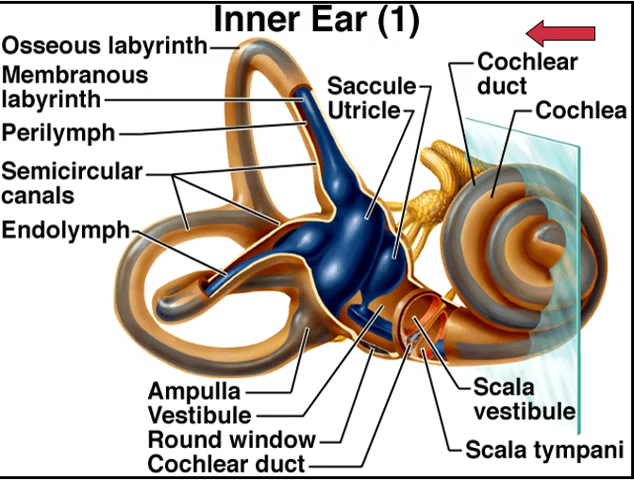 Inner Ear (1)
Osseous labyrinth
Membranous
labyrinth
Perilymph
Semicircular
canals
Endolymph
Saccule
Utricle
Cochlear
duct
Cochlea
Ampulla
Vestibule
Round window
Cochlear duct
Scala
vestibule
Scala tympani